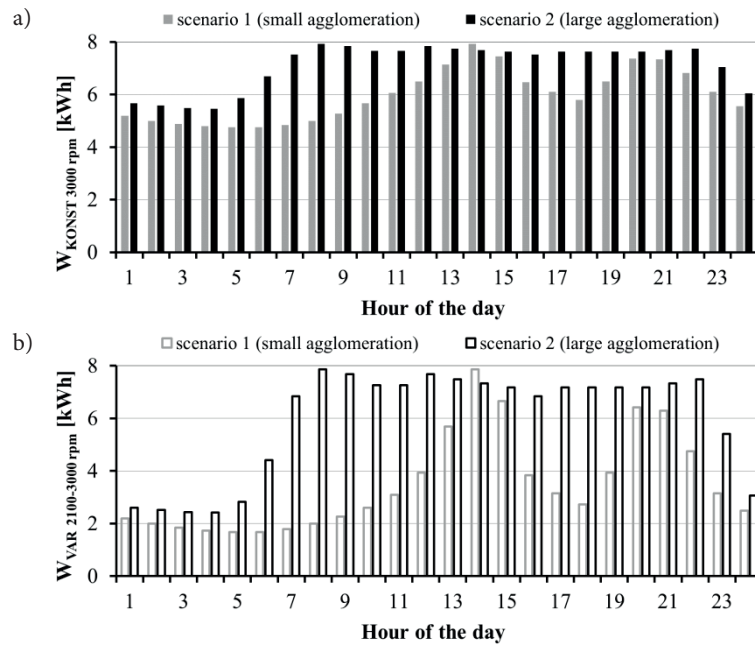 a)
scenario 1 (small agglomeration) scenario 2 (large agglomeration)
W KONST 3000 rpm [kWh]
8
6
4
2
0
1 3 5 7 9 11 13 15 17 19 21 23
Hour of the day
b)
scenario 1 (small agglomeration) scenario 2 (large agglomeration)
W VAR 2100-3000 rpm [kWh]
8
6
4
2
0
1 3 5 7 9 11 13 15 17 19 21 23
Hour of the day